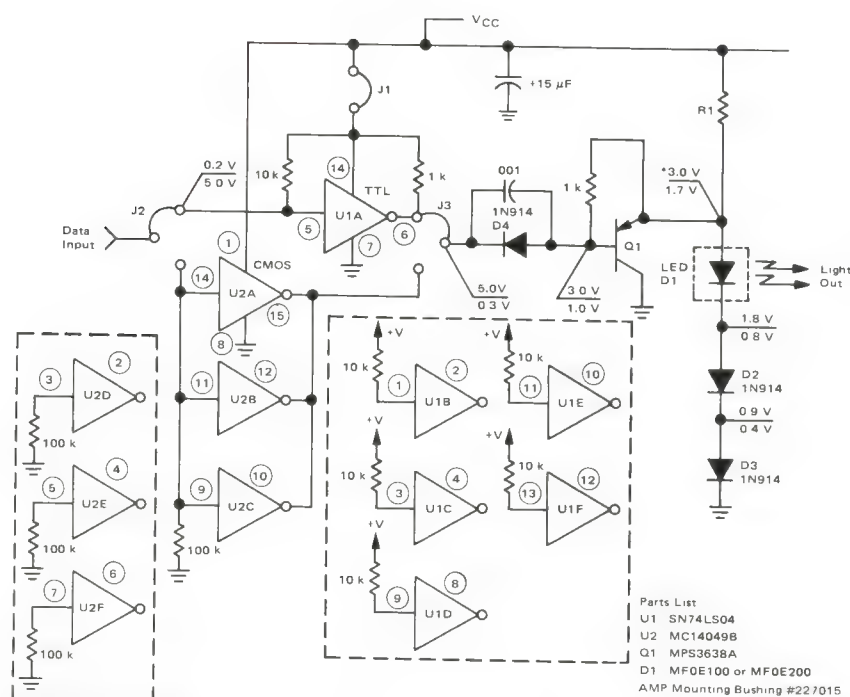 VCC
+15 µF
J1
R1
10 k
14
TTL
1 k
J3
0.2 V
5.0 V
J2
Data
Input
U1A
5
7
6
001
1N914
D4
1 k
*3.0 V
1.7 V
Q1
LED
D1
Light
Out
1
CMOS
14
U2A
15
8
5.0V
0.3 V
3.0 V
1.0 V
1.8 V
0.8 V
D2
1N914
0.9 V
0.4 V
D3
1N914
11
12
U2B
9
10
U2C
100 k
3
2
U2D
100 k
5
4
U2E
100 k
7
6
U2F
100 k
+V
10 k
1
2
U1B
+V
10 k
11
10
U1E
+V
10 k
3
4
U1C
+V
10 k
13
12
U1F
+V
10 k
9
8
U1D
Parts List
U1 SN74LS04
U2 MC14049B
Q1 MPS3638A
D1 MF0E100 or MF0E200
AMP Mounting Bushing #227015